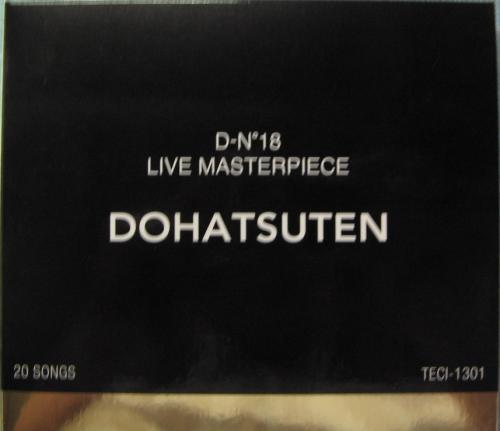 D-N°18
LIVE MASTERPIECE
DOHATSUTEN
20 SONGS
TECI-1301